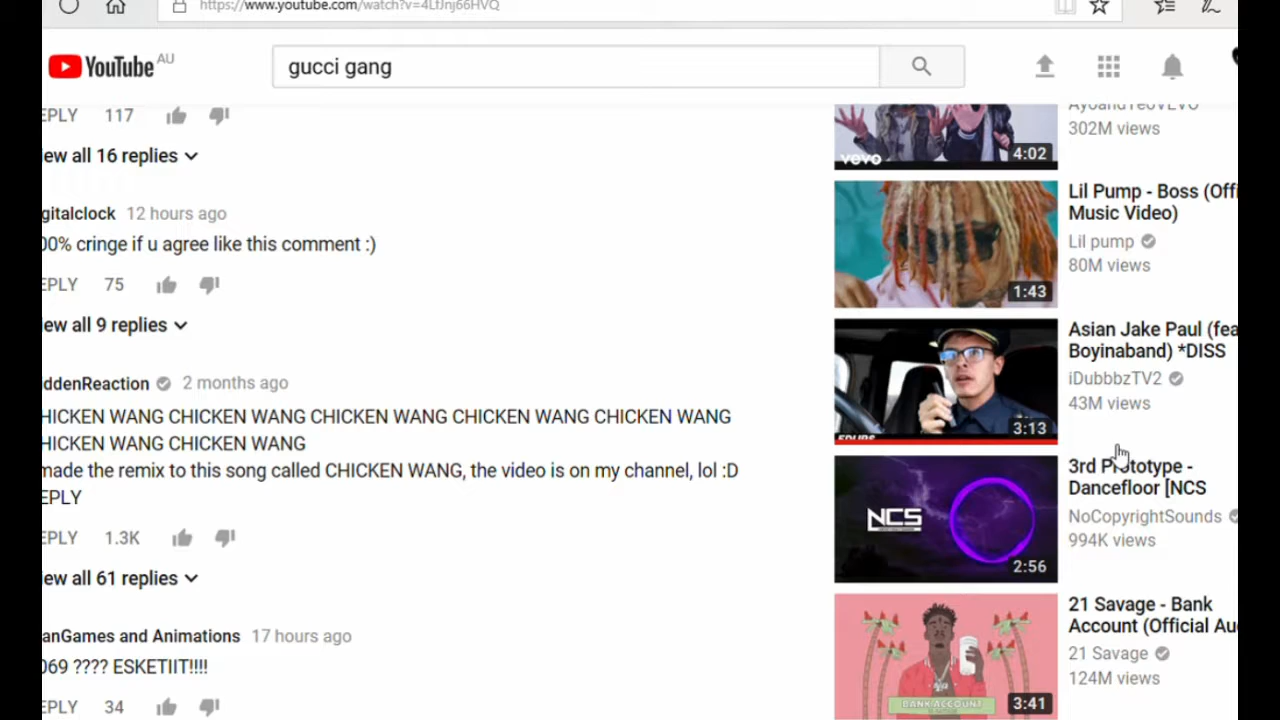 https://www.youtube.com/watch?v=
YouTube AU
gucci gang
EPLY 117
ew all 16 replies
gitalclock 12 hours ago
00% cringe if u agree like this comment :)
EPLY 75
ew all 9 replies
iddenReaction 2 months ago
HICKEN WANG CHICKEN WANG CHICKEN WANG CHICKEN WANG CHICKEN WANG
HICKEN WANG CHICKEN WANG
made the remix to this song called CHICKEN WANG, the video is on my channel, lol :D
EPLY
EPLY 1.3K
ew all 61 replies
anGames and Animations 17 hours ago
069 ???? ESKETIIT!!!!
EPLY 34
vevo
4:02
AyoandTeoVEVO
302M views
1:43
Lil Pump - Boss (Offi
Music Video)
Lil pump
80M views
3:13
Asian Jake Paul (fea
Boyinaband) *DISS
iDubbbzTV2
43M views
NCS
2:56
3rd Prototype -
Dancefloor [NCS
NoCopyrightSounds
994K views
BANK ACCOUNT
3:41
21 Savage - Bank
Account (Official Au
21 Savage
124M views